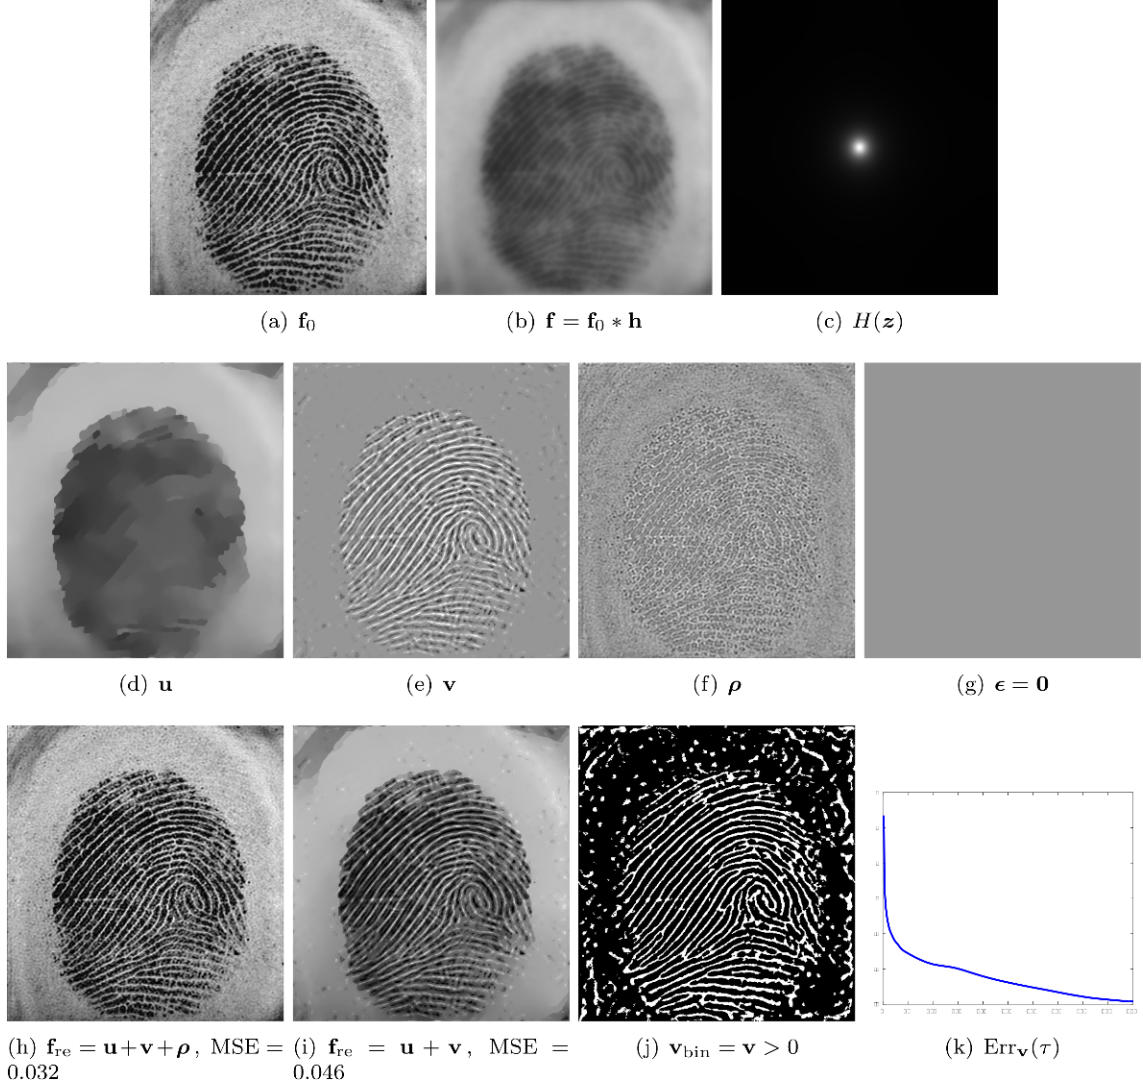 (a) f₀
(b) f = f₀ ∗ h
(c) H(z)
(d) u
(e) v
(f) ρ
(g) ϵ = 0
(h) f_re = u+v+ρ, MSE =
0.032
(i) f_re = u + v, MSE =
0.046
(j) v_bin = v > 0
(k) Err_v(τ)